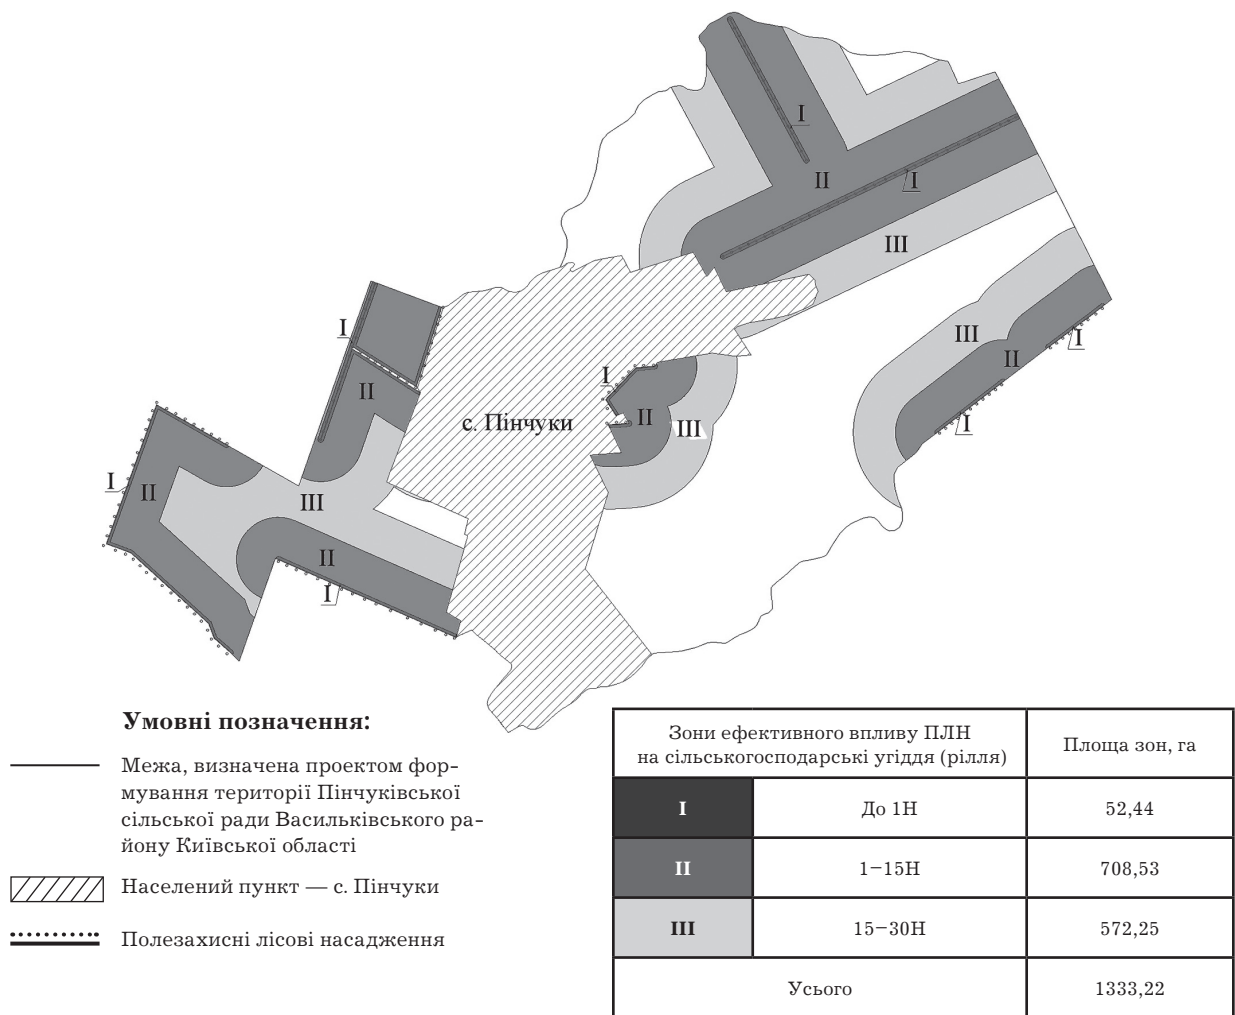 I
II
I
III
I
III
II
I
I
I
II
с. Пінчуки
II
III
I
II
III
II
I
Умовні позначення:
Межа, визначена проектом фор-
мування території Пінчуківської
сільської ради Васильківського ра-
йону Київської області
Населений пункт — с. Пінчуки
Полезахисні лісові насадження
Зони ефективного впливу ПЛН
на сільськогосподарські угіддя (рілля)
Площа зон, га
I До 1Н 52,44
II 1–15Н 708,53
III 15–30Н 572,25
Усього 1333,22